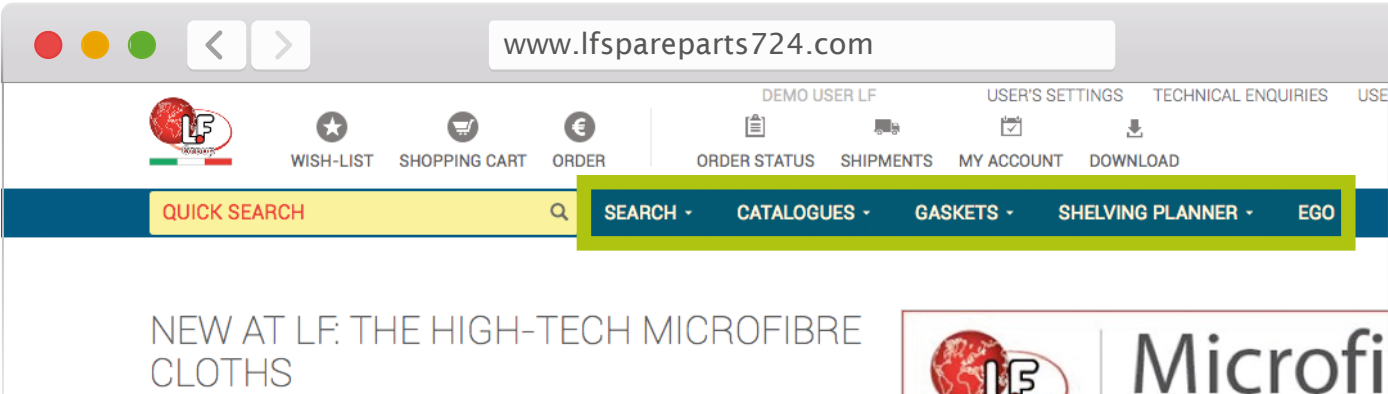 www.lfspareparts724.com
DEMO USER LF USER'S SETTINGS TECHNICAL ENQUIRIES USE
LF
Group
WISH-LIST SHOPPING CART ORDER ORDER STATUS SHIPMENTS MY ACCOUNT DOWNLOAD
QUICK SEARCH SEARCH CATALOGUES GASKETS SHELVING PLANNER EGO
NEW AT LF: THE HIGH-TECH MICROFIBRE
CLOTHS
LF
Microfi